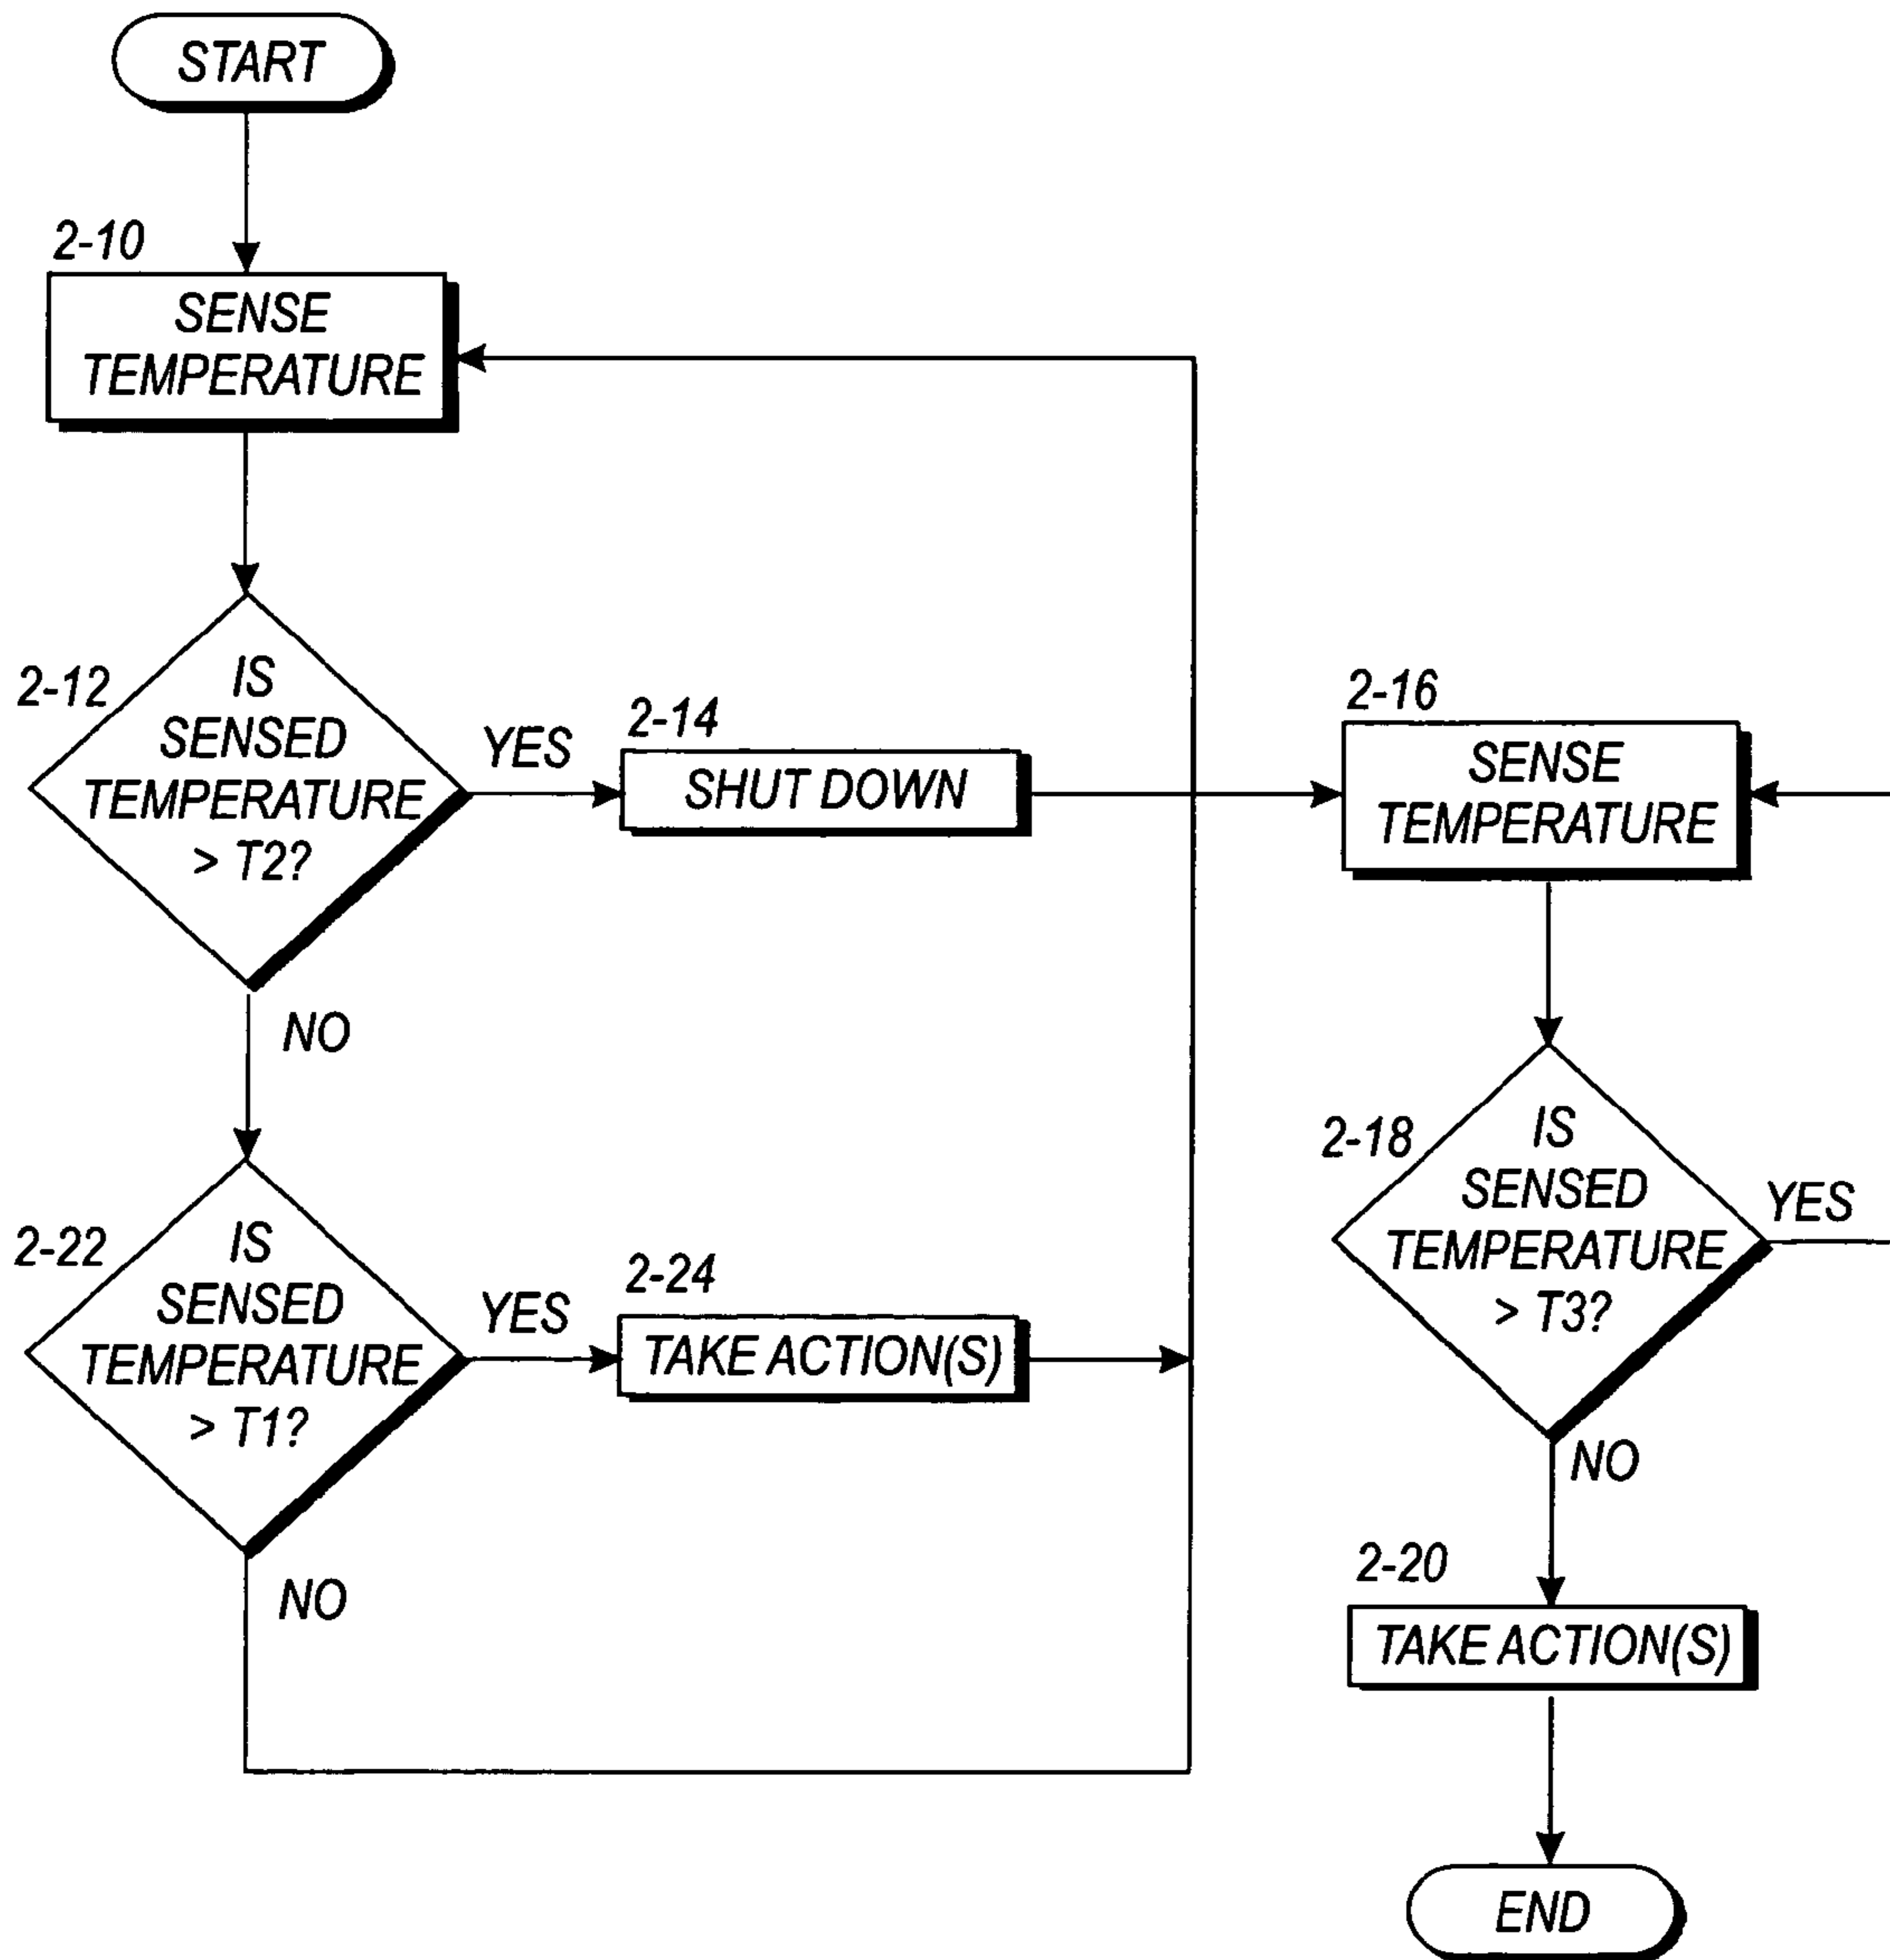 START
2-10
SENSE
TEMPERATURE
2-12
IS
SENSED
TEMPERATURE
> T2?
YES
2-14
SHUT DOWN
2-16
SENSE
TEMPERATURE
NO
2-18
IS
SENSED
TEMPERATURE
> T3?
YES
2-22
IS
SENSED
TEMPERATURE
> T1?
YES
2-24
TAKE ACTION(S)
NO
NO
2-20
TAKE ACTION(S)
END